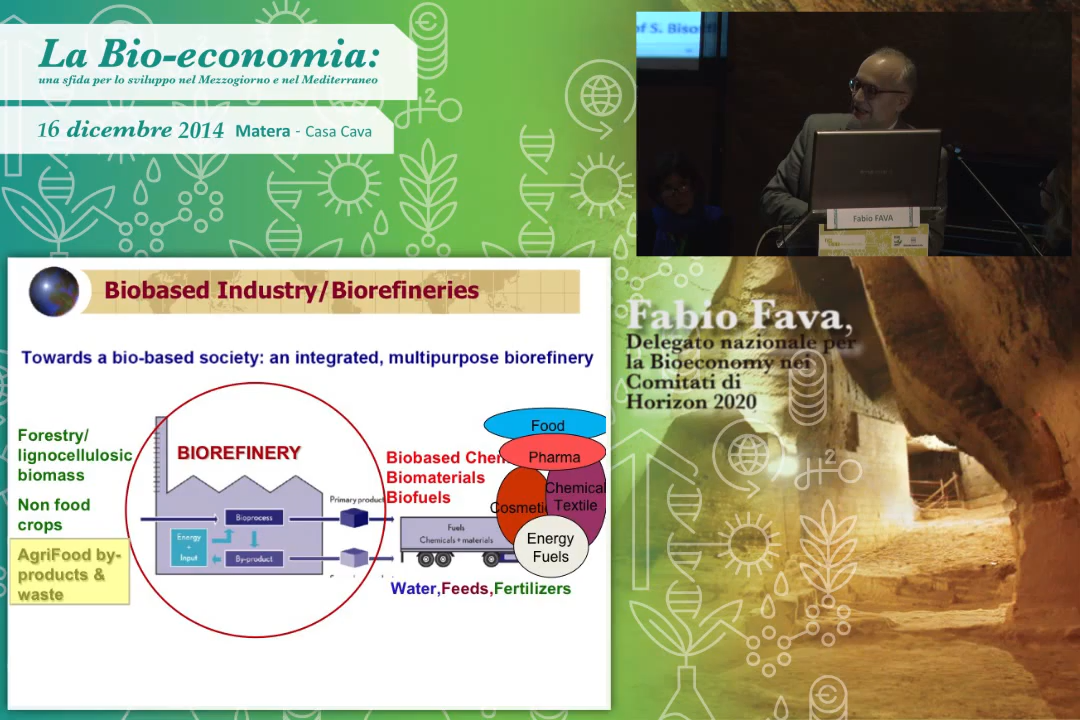 La Bio-economia:
una sfida per lo sviluppo nel Mezzogiorno e nel Mediterraneo
16 dicembre 2014 Matera - Casa Cava
of S. Biso
Fabio FAVA
Fabio Fava,
Delegato nazionale per
la Bioeconomy nei
Comitati di
Horizon 2020
Biobased Industry/Biorefineries
Towards a bio-based society: an integrated, multipurpose biorefinery
Forestry/
lignocellulosic
biomass
Non food
crops
AgriFood by-
products &
waste
BIOREFINERY
Bioprocess
Energy
+
Input
By-product
Primary product
Biobased Chem
Biomaterials
Biofuels
Fuels
Chemicals + materials
Food
Pharma
Cosmetic
Chemical
Textile
Energy
Fuels
Water,Feeds,Fertilizers
H2
2